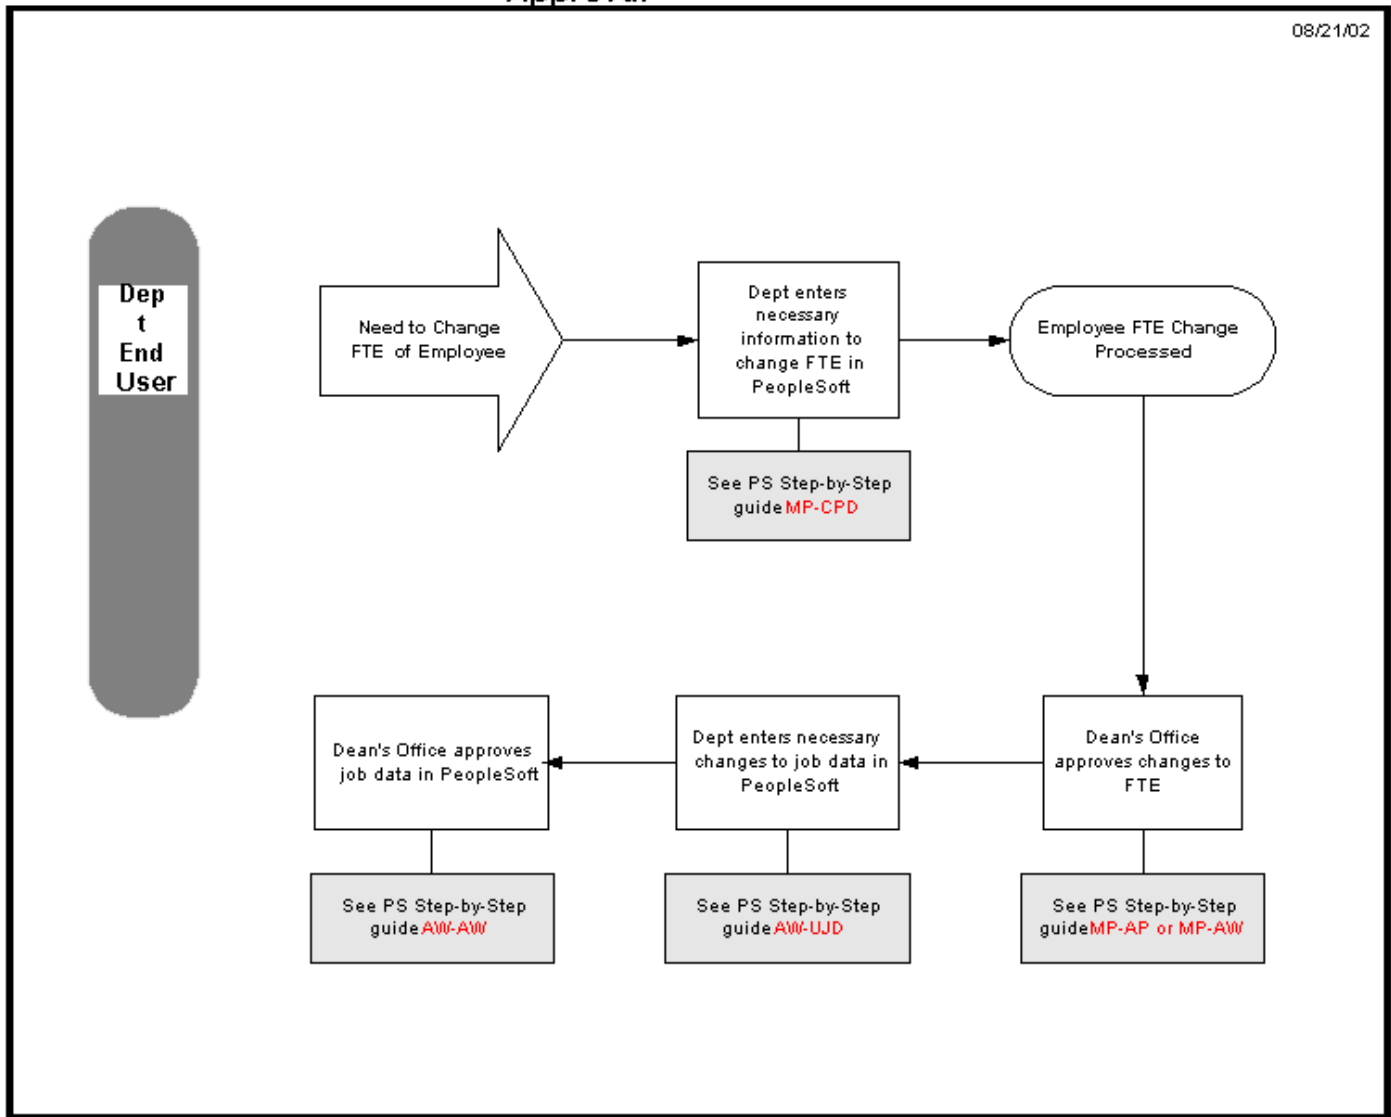 08/21/02
Dep
t
End
User
Need to Change
FTE of Employee
Dept enters
necessary
information to
change FTE in
PeopleSoft
Employee FTE Change
Processed
See PS Step-by-Step
guide MP-CPD
Dean's Office approves
job data in PeopleSoft
Dept enters necessary
changes to job data in
PeopleSoft
Dean's Office
approves changes to
FTE
See PS Step-by-Step
guide AW-AW
See PS Step-by-Step
guide AW-UJD
See PS Step-by-Step
guide MP-AP or MP-AW